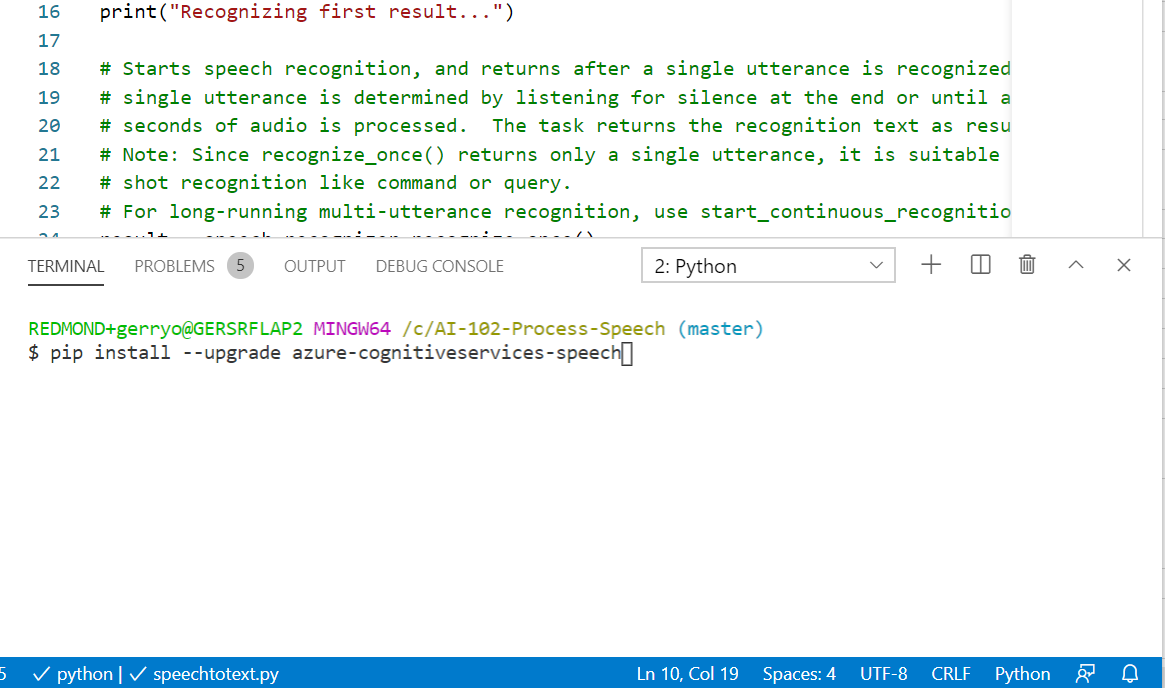 16 print("Recognizing first result...")
17
18 # Starts speech recognition, and returns after a single utterance is recognized
19 # single utterance is determined by listening for silence at the end or until a
20 # seconds of audio is processed.  The task returns the recognition text as resu
21 # Note: Since recognize_once() returns only a single utterance, it is suitable
22 # shot recognition like command or query.
23 # For long-running multi-utterance recognition, use start_continuous_recognitio
TERMINAL PROBLEMS 5 OUTPUT DEBUG CONSOLE 2: Python
REDMOND+gerryo@GERSRFLAP2 MINGW64 /c/AI-102-Process-Speech (master)
$ pip install --upgrade azure-cognitiveservices-speech
5 ✓ python | ✓ speechtotext.py Ln 10, Col 19 Spaces: 4 UTF-8 CRLF Python